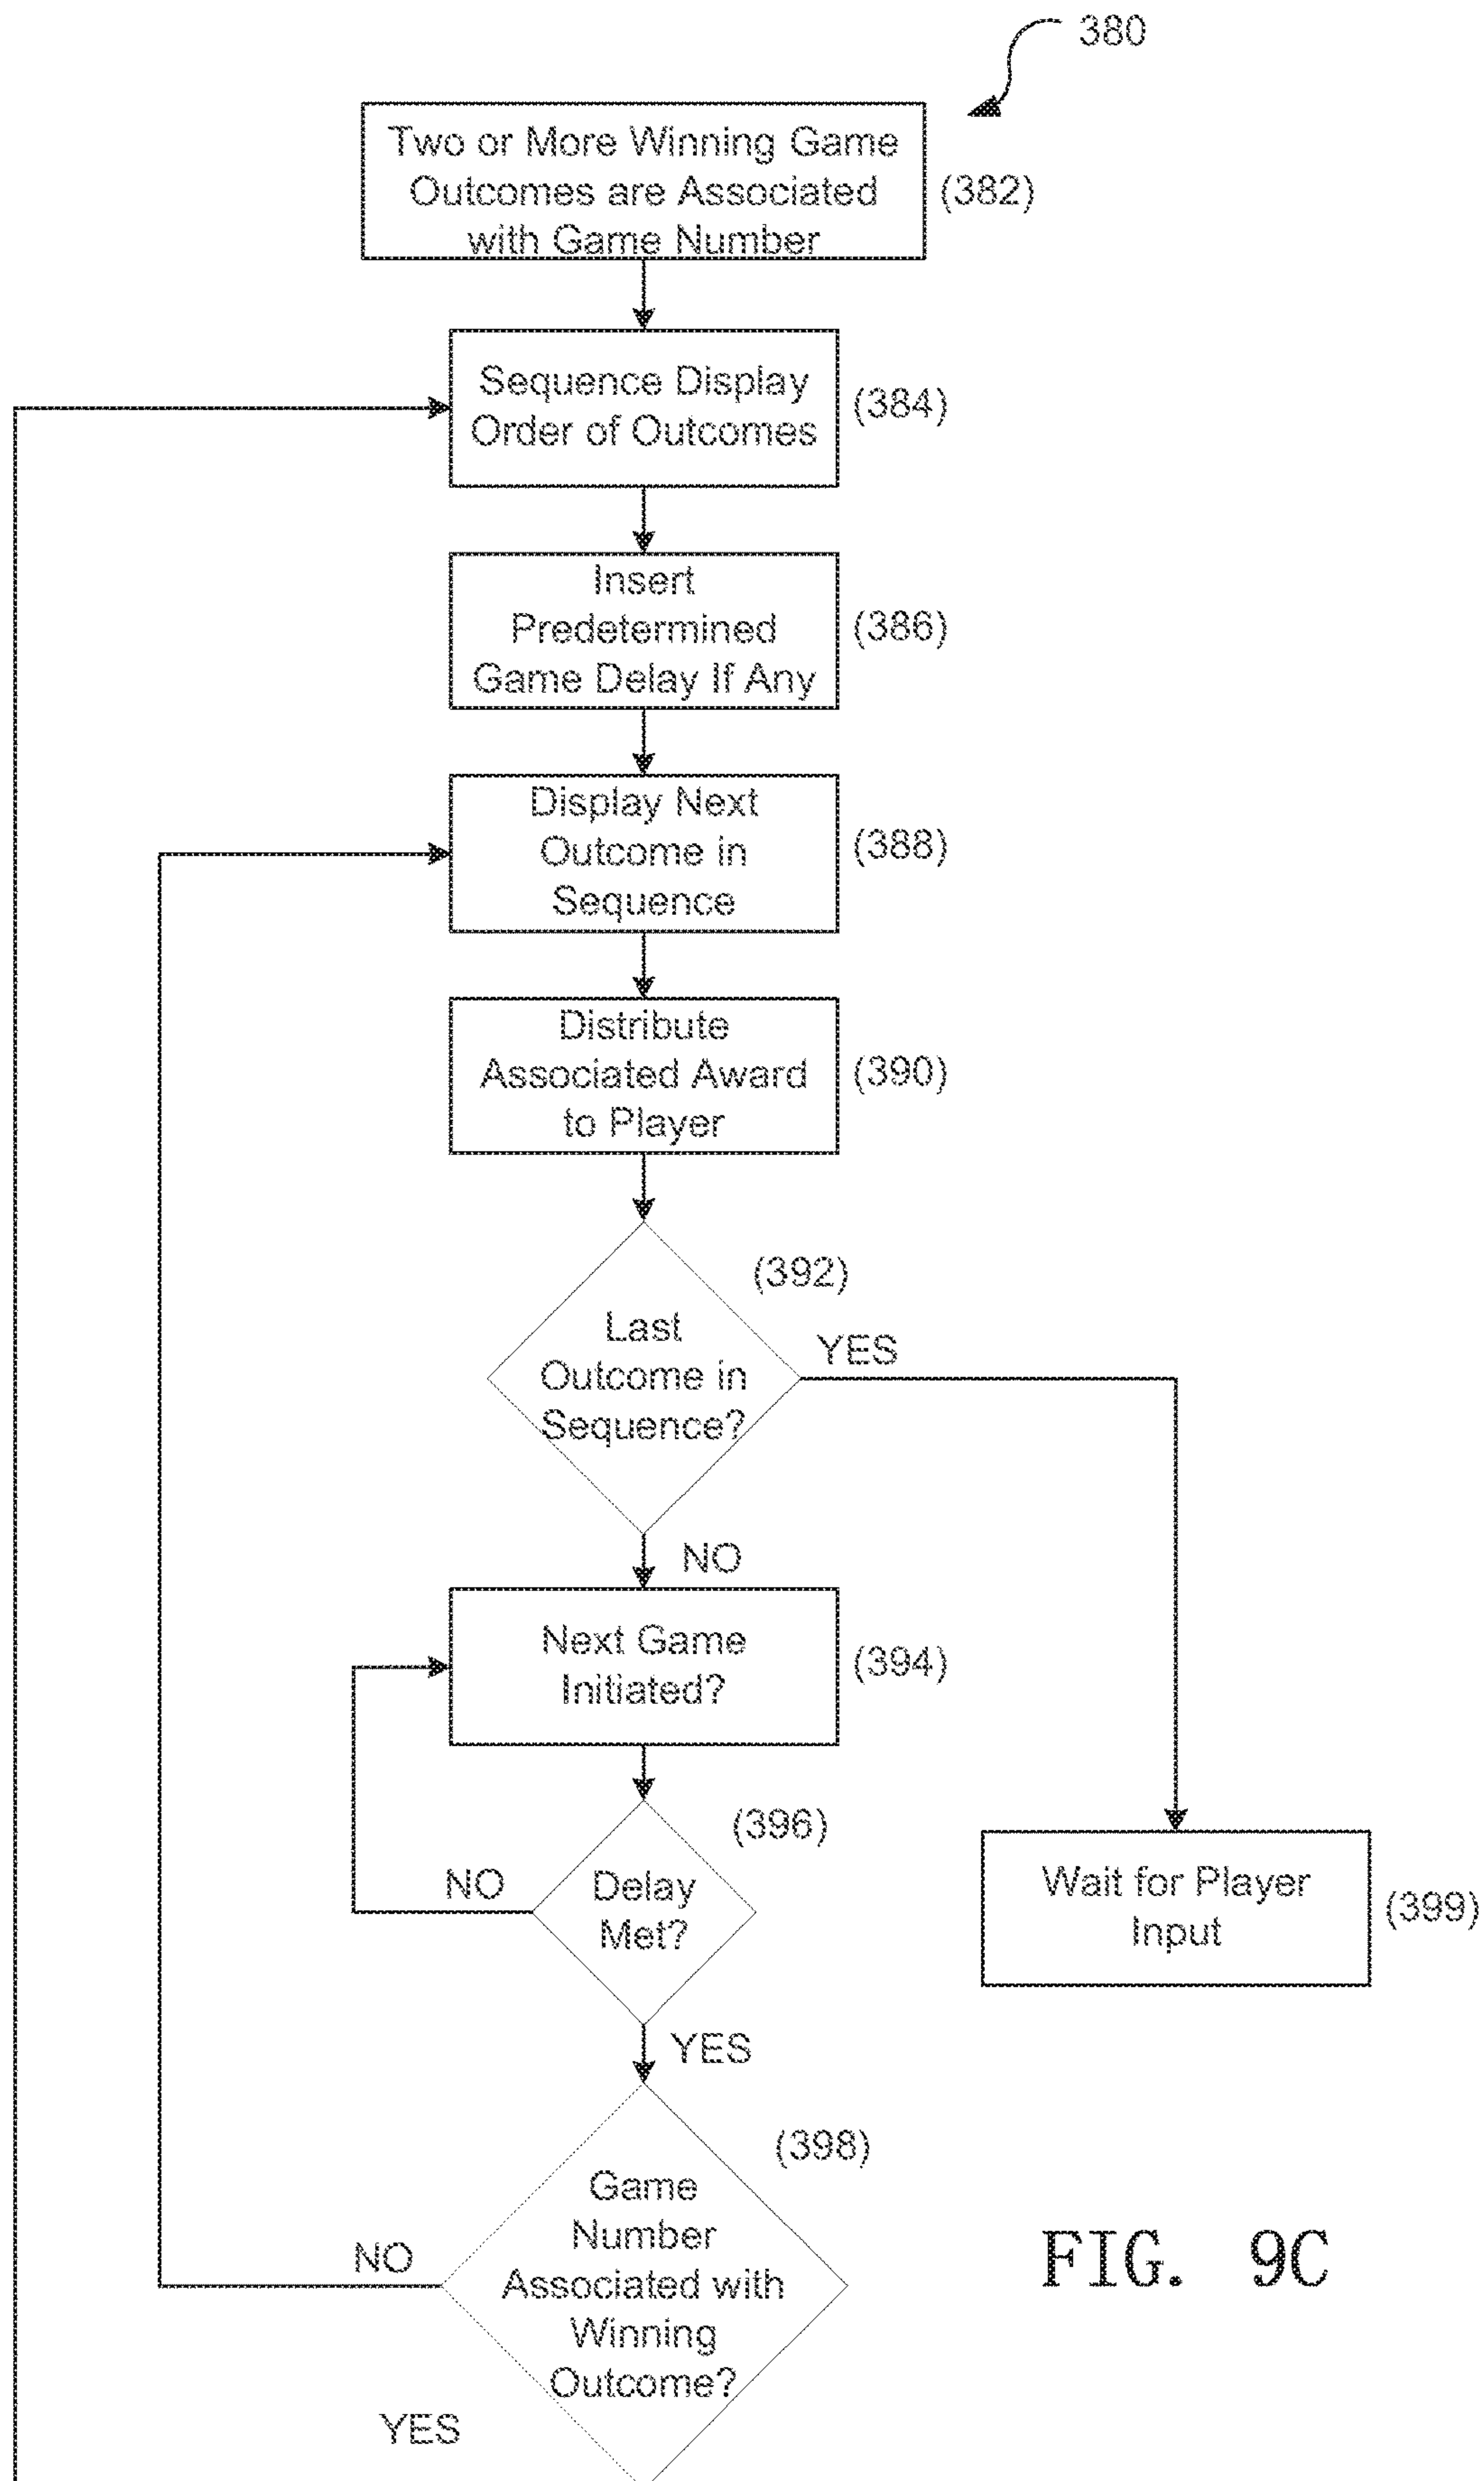 380
Two or More Winning Game
Outcomes are Associated
with Game Number
(382)
Sequence Display
Order of Outcomes
(384)
Insert
Predetermined
Game Delay If Any
(386)
Display Next
Outcome in
Sequence
(388)
Distribute
Associated Award
to Player
(390)
(392)
Last
Outcome in
Sequence?
YES
NO
Next Game
Initiated?
(394)
(396)
Delay
Met?
NO
YES
Wait for Player
Input
(399)
(398)
Game
Number
Associated with
Winning
Outcome?
NO
YES
FIG. 9C